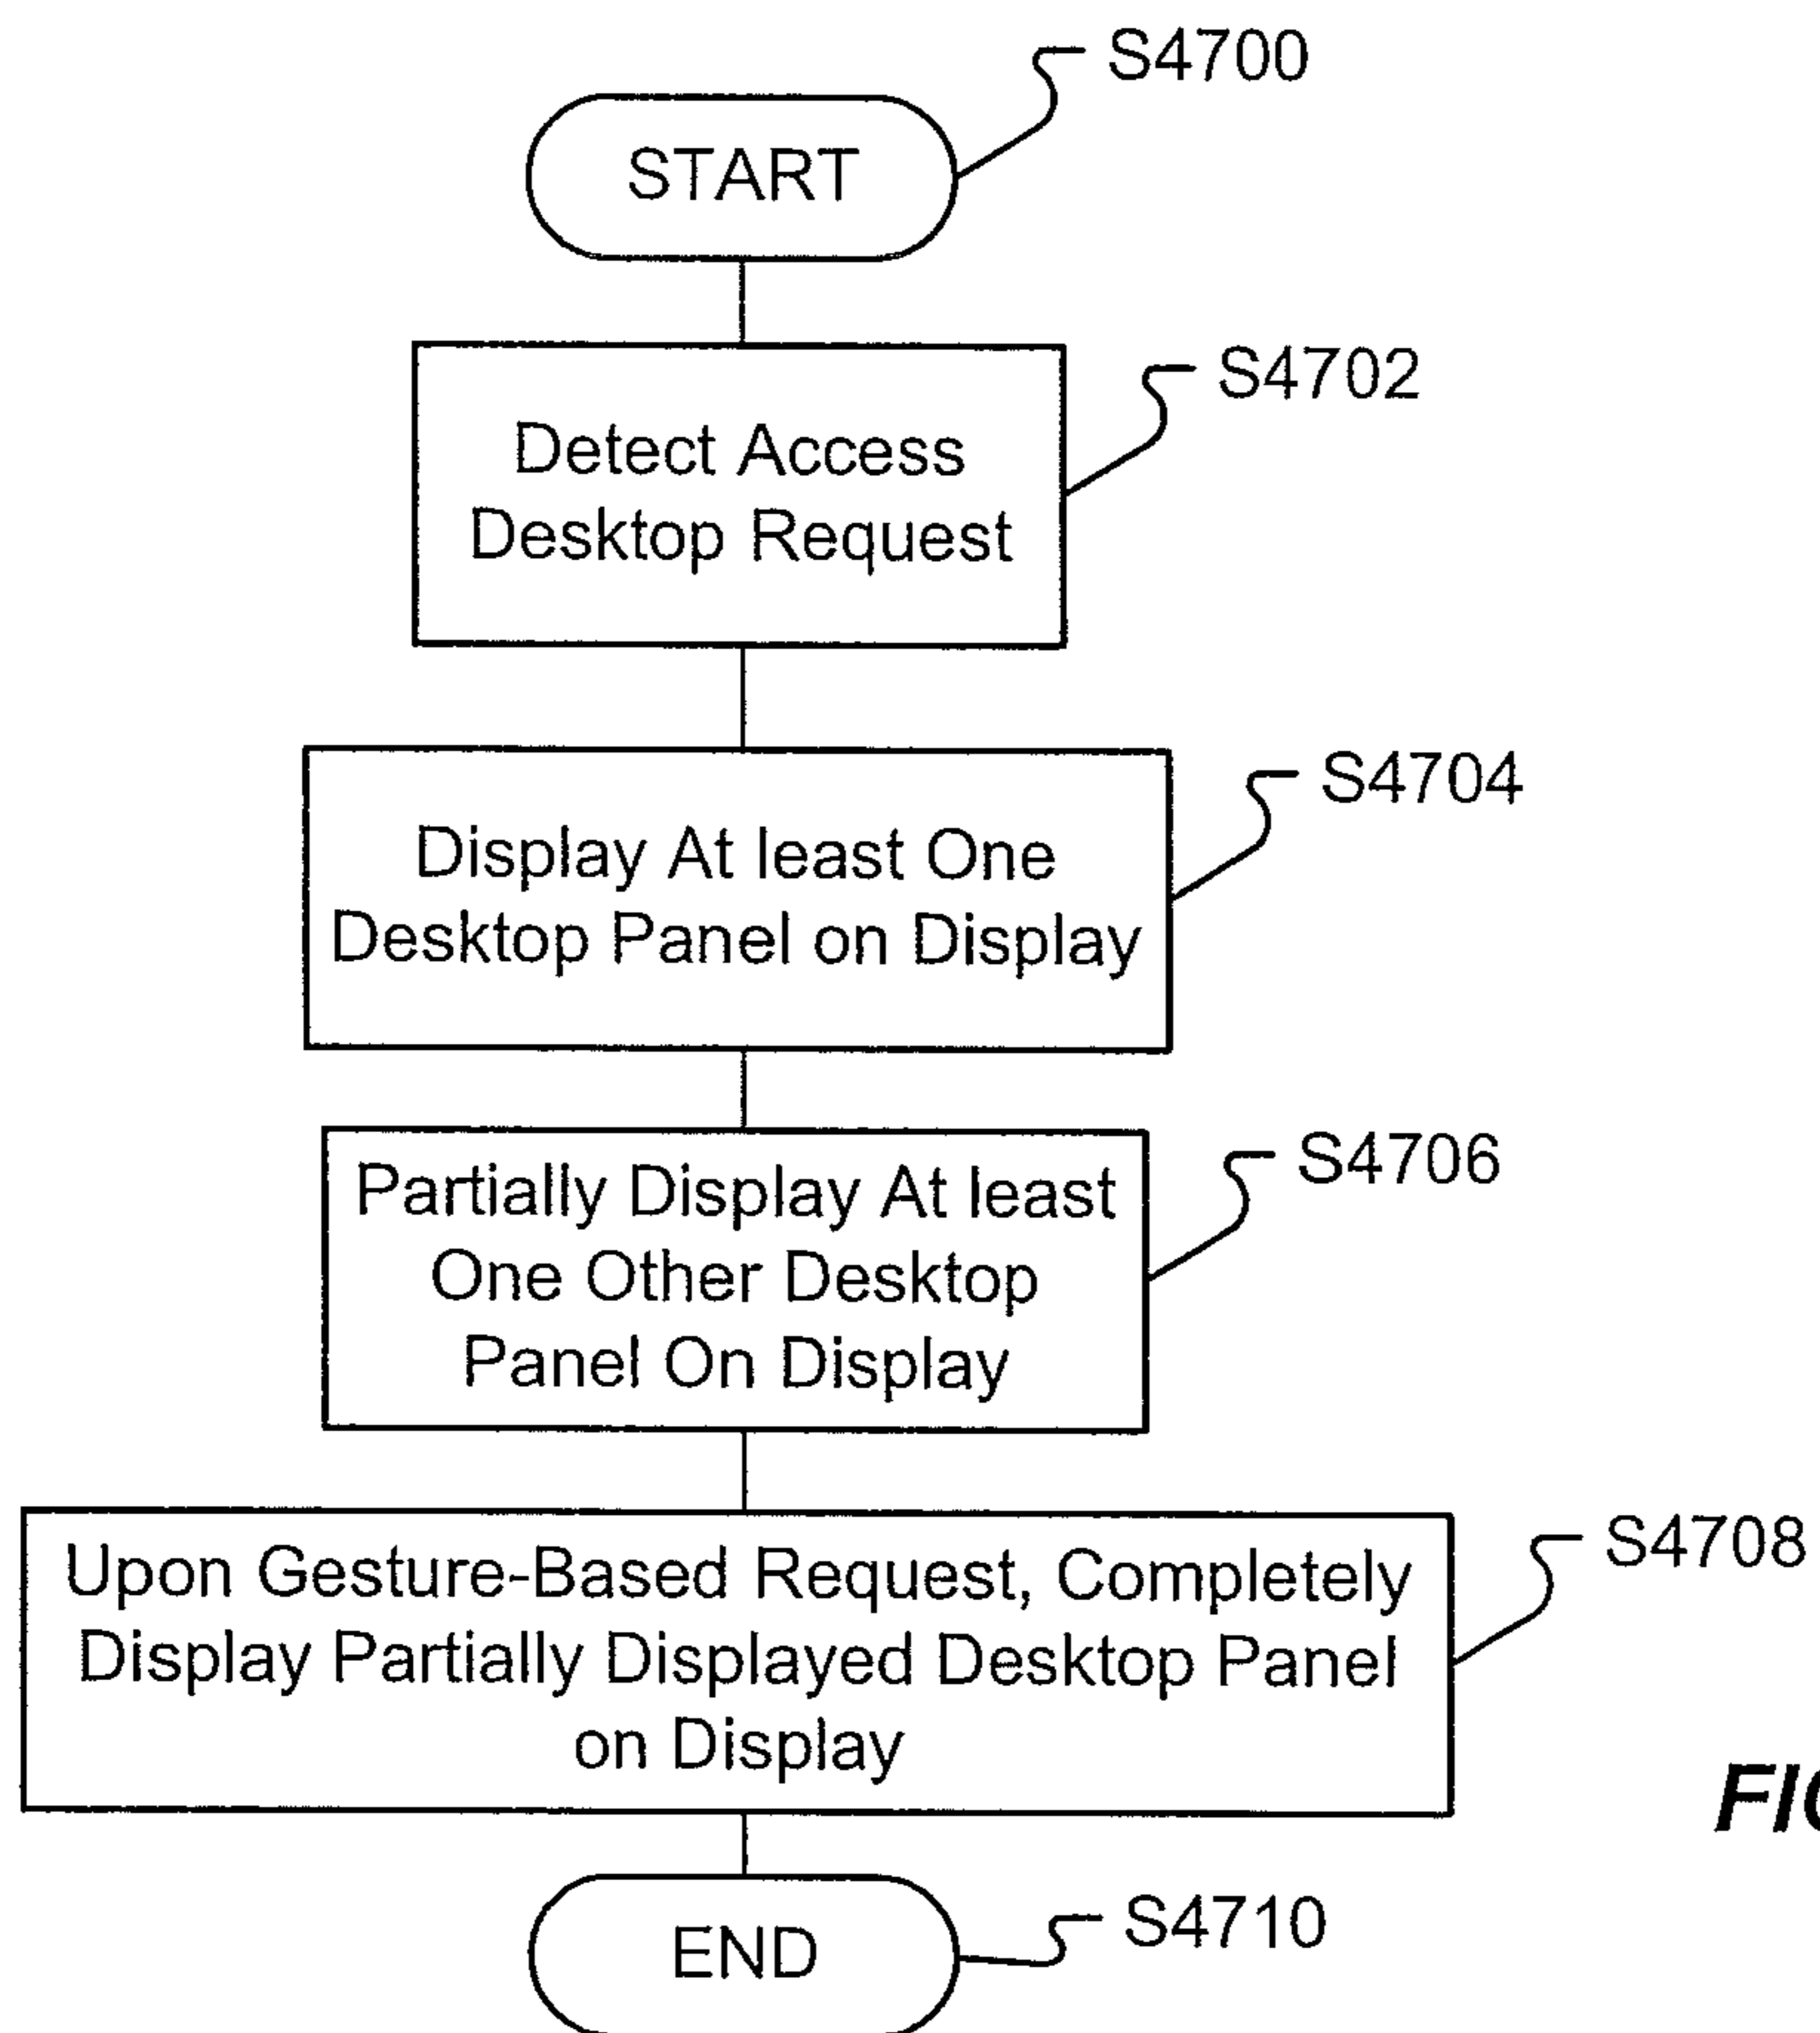 S4700
START
S4702
Detect Access
Desktop Request
S4704
Display At least One
Desktop Panel on Display
S4706
Partially Display At least
One Other Desktop
Panel On Display
S4708
Upon Gesture-Based Request, Completely
Display Partially Displayed Desktop Panel
on Display
S4710
END